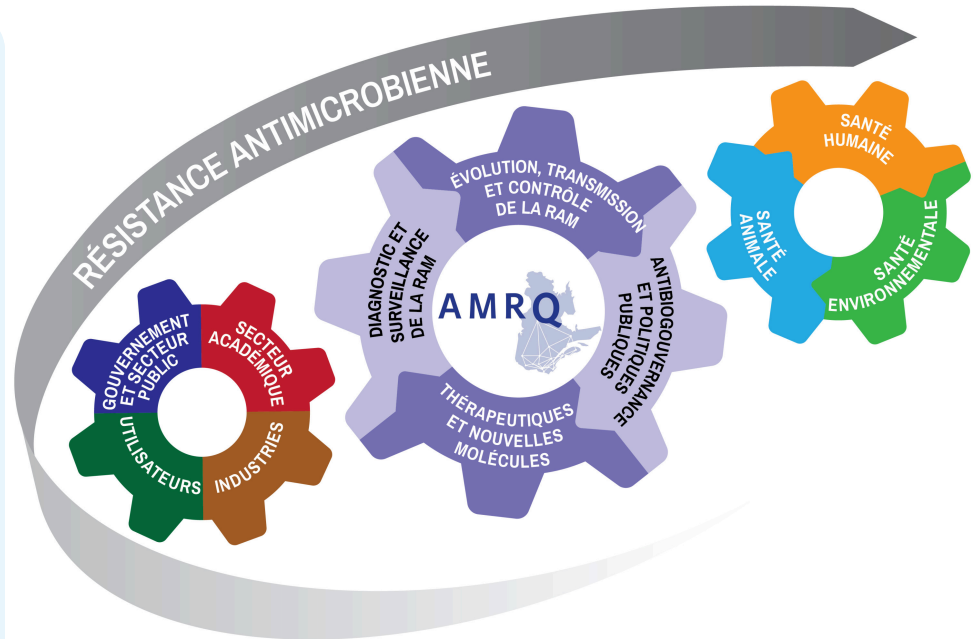 RÉSISTANCE ANTIMICROBIENNE
GOUVERNEMENT
ET SECTEUR
PUBLIC
SECTEUR
ACADÉMIQUE
UTILISATEURS
INDUSTRIES
ÉVOLUTION, TRANSMISSION
ET CONTRÔLE
DE LA RAM
DIAGNOSTIC ET
SURVEILLANCE
DE LA RAM
AMRQ
ANTIBIOGOUVERNANCE
ET POLITIQUES
PUBLIQUES
THÉRAPEUTIQUES
ET NOUVELLES
MOLÉCULES
SANTÉ
HUMAINE
SANTÉ
ANIMALE
SANTÉ
ENVIRONNEMENTALE